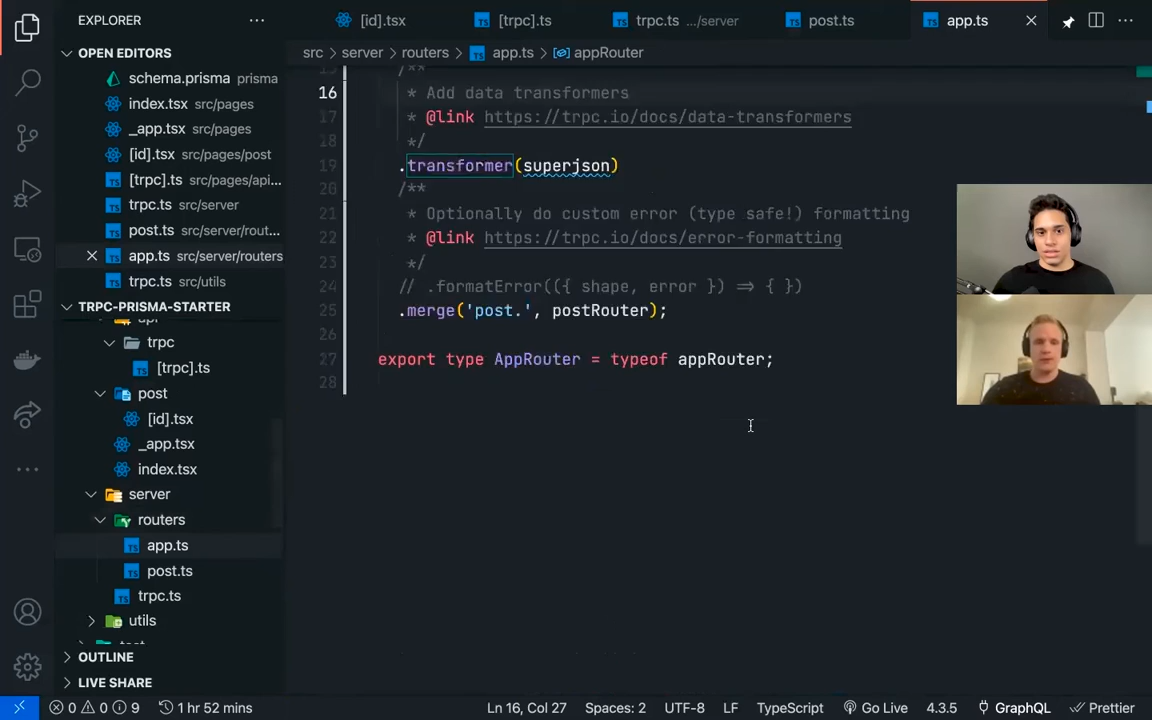 EXPLORER
[id].tsx
[trpc].ts
trpc.ts .../server
post.ts
app.ts
OPEN EDITORS
schema.prisma prisma
index.tsx src/pages
_app.tsx src/pages
[id].tsx src/pages/post
[trpc].ts src/pages/api...
trpc.ts src/server
post.ts src/server/rout...
app.ts src/server/routers
trpc.ts src/utils
TRPC-PRISMA-STARTER
trpc
[trpc].ts
post
[id].tsx
_app.tsx
index.tsx
server
routers
app.ts
post.ts
trpc.ts
utils
OUTLINE
LIVE SHARE
src > server > routers > app.ts > appRouter
15 /**
16 * Add data transformers
17 * @link https://trpc.io/docs/data-transformers
18 */
19 .transformer(superjson)
20 /**
21 * Optionally do custom error (type safe!) formatting
22 * @link https://trpc.io/docs/error-formatting
23 */
24 // .formatError(({ shape, error }) => { })
25 .merge('post.', postRouter);
26
27 export type AppRouter = typeof appRouter;
28
0 0 9 1 hr 52 mins
Ln 16, Col 27 Spaces: 2 UTF-8 LF TypeScript Go Live 4.3.5 GraphQL Prettier